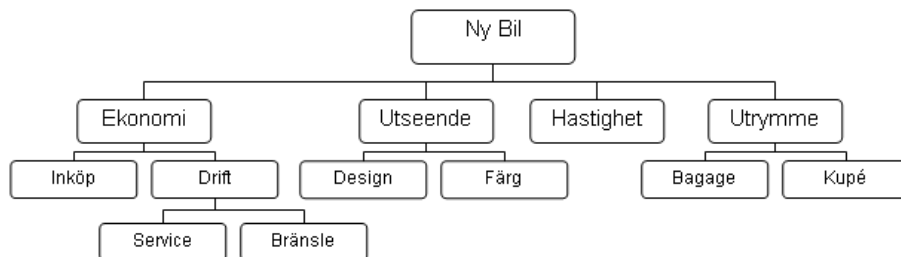 Ny Bil
Ekonomi
Utseende
Hastighet
Utrymme
Inköp
Drift
Design
Färg
Bagage
Kupé
Service
Bränsle